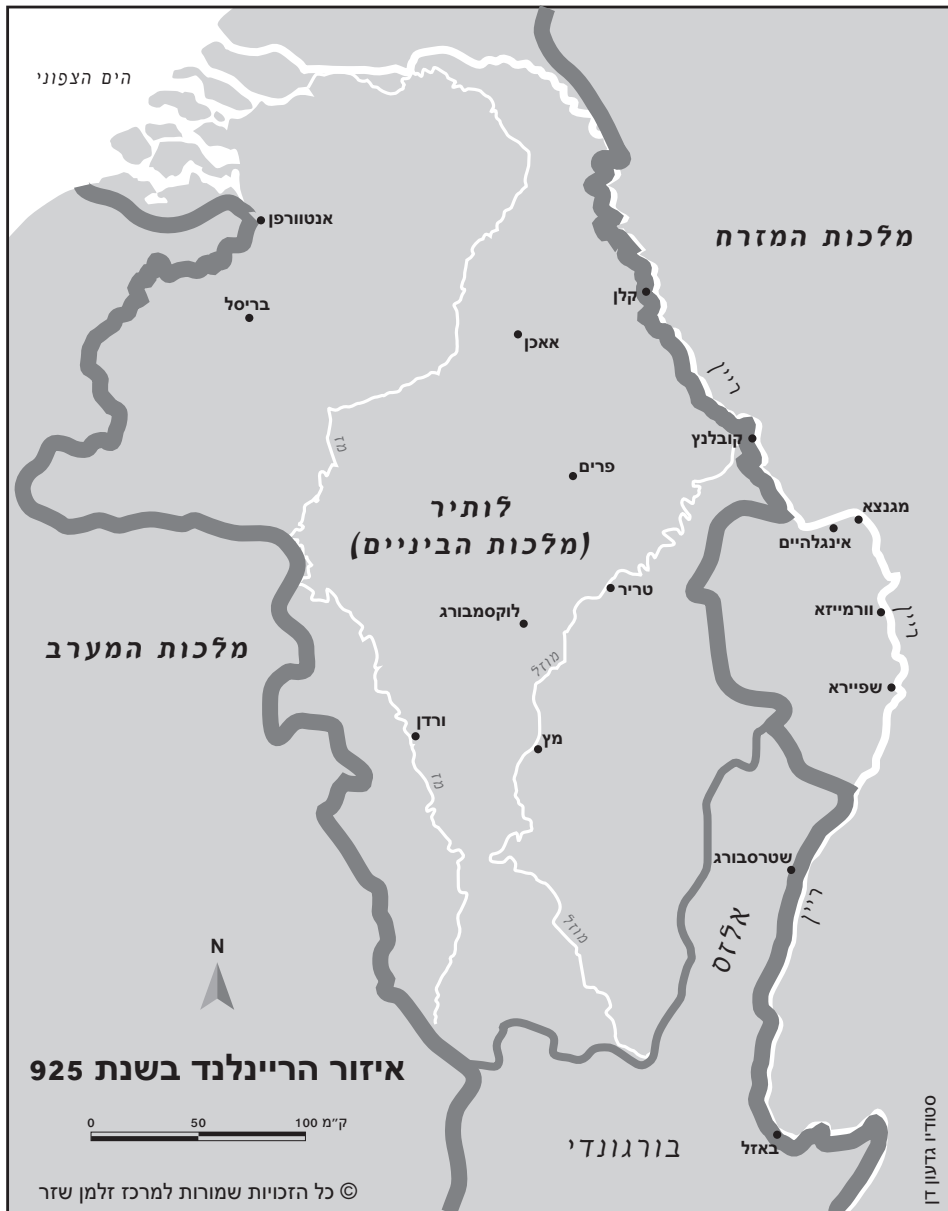 הים הצפוני
אנטוורפן
מלכות המזרח
קלן
בריסל
אאכן
ריין
קובלנץ
מז
פרים
לותיר
(מלכות הביניים)
מגנצא
אינגלהיים
טריר
וורמייזא
ריין
לוקסמבורג
מלכות המערב
מוזל
שפיירא
ורדן
מץ
מז
שטרסבורג
ריין
אלזס
מוזל
N
איזור הריינלנד בשנת 925
0 50 100 ק"מ
בורגונדי
באזל
© כל הזכויות שמורות למרכז זלמן שזר
סטודיו גדעון דן